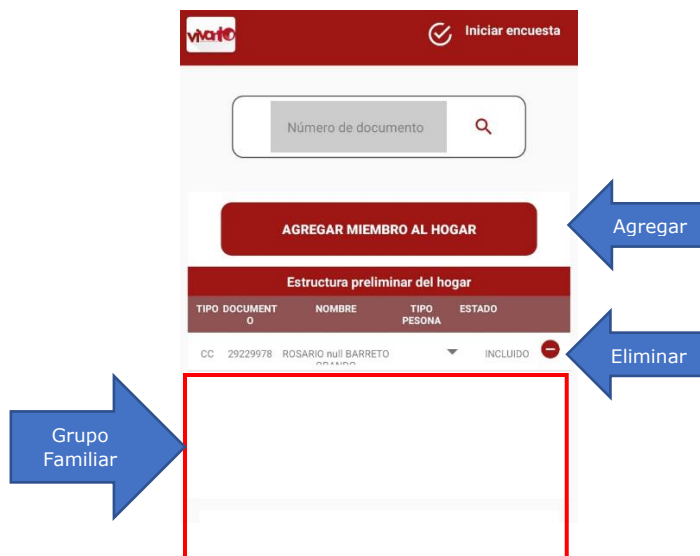 vivanto
Iniciar encuesta
Número de documento
AGREGAR MIEMBRO AL HOGAR
Agregar
Estructura preliminar del hogar
TIPO DOCUMENT
O NOMBRE TIPO
PESONA ESTADO
CC 29229978 ROSARIO null BARRETO
OBANDO INCLUIDO
Eliminar
Grupo
Familiar